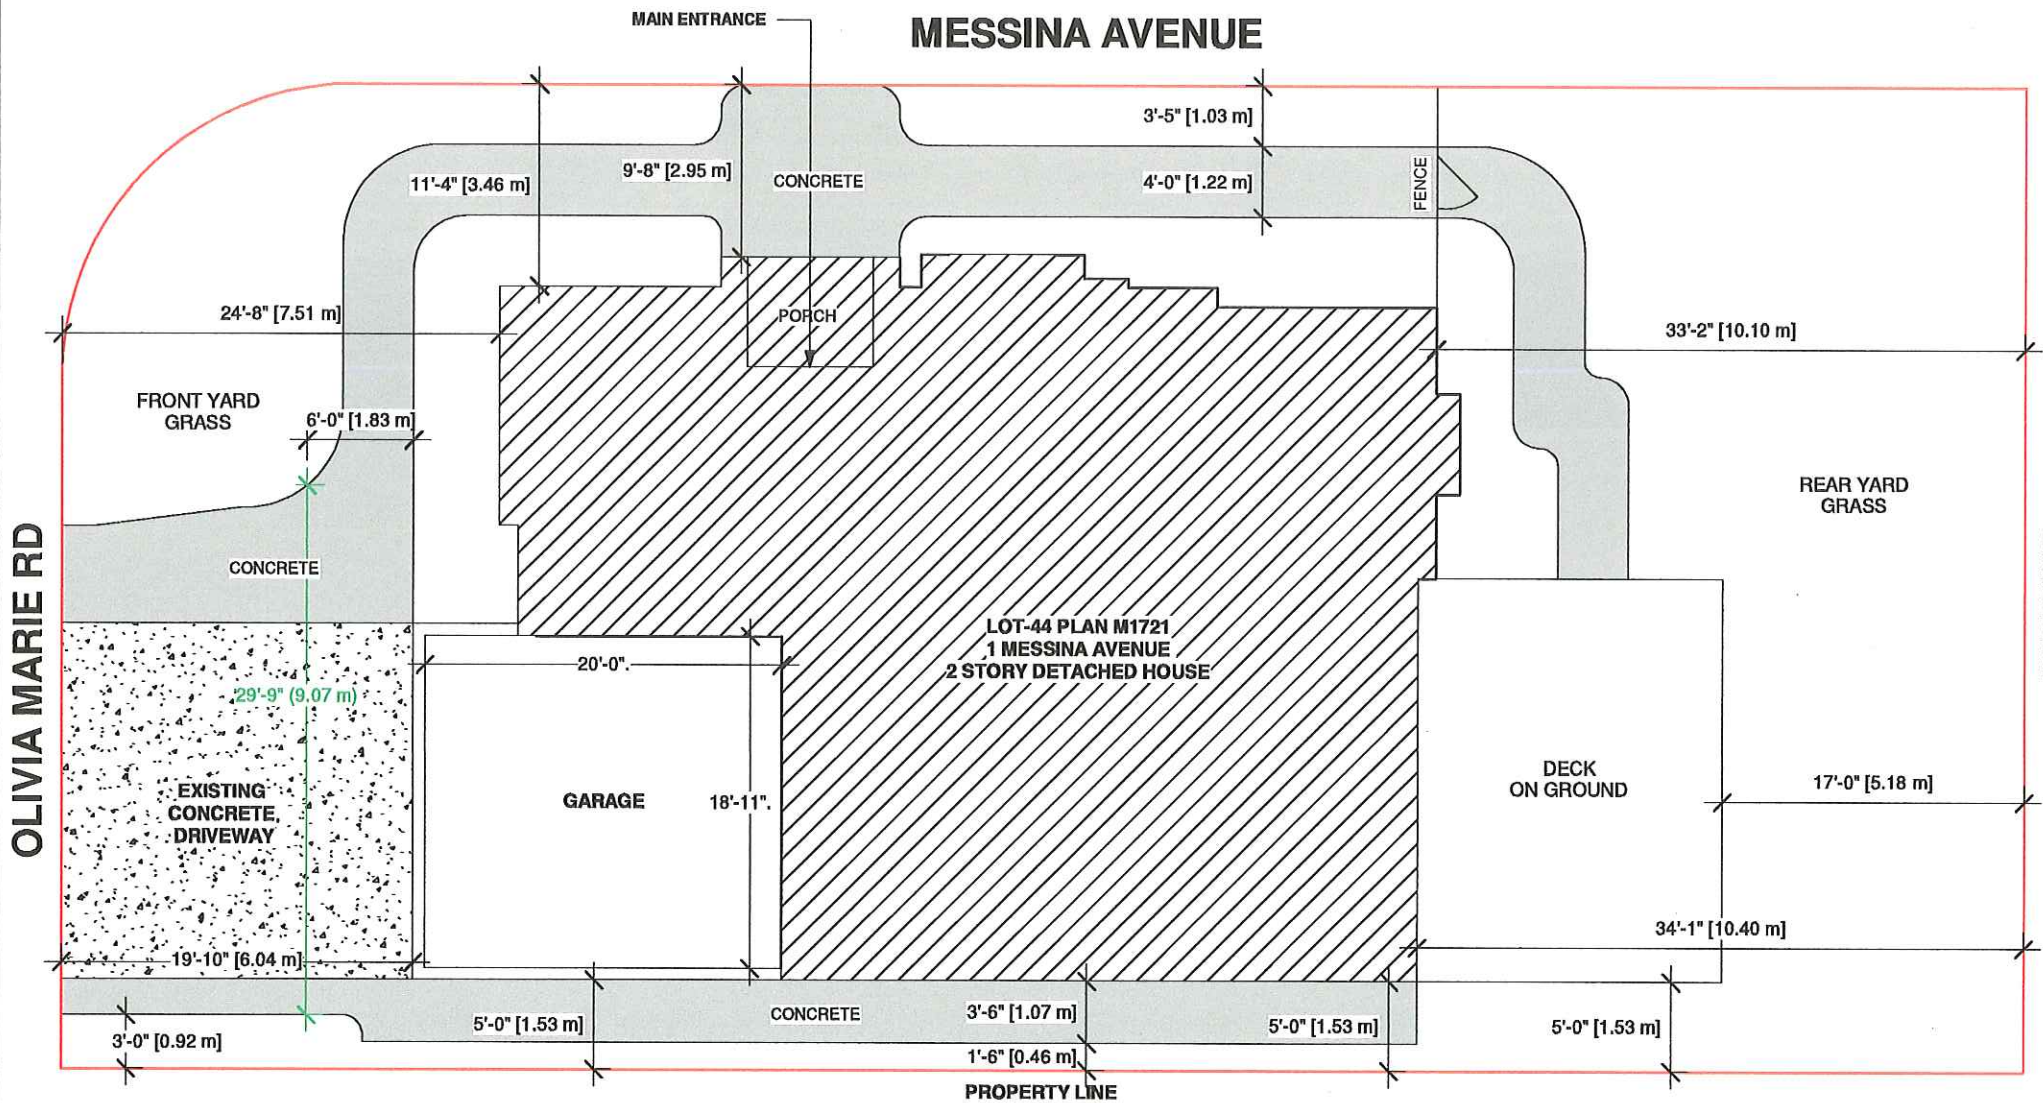 MAIN ENTRANCE
MESSINA AVENUE
3'-5" [1.03 m]
11'-4" [3.46 m]
9'-8" [2.95 m]
CONCRETE
4'-0" [1.22 m]
FENCE
24'-8" [7.51 m]
PORCH
33'-2" [10.10 m]
FRONT YARD
GRASS
6'-0" [1.83 m]
REAR YARD
GRASS
OLIVIA MARIE RD
CONCRETE
LOT-44 PLAN M1721
1 MESSINA AVENUE
2 STORY DETACHED HOUSE
20'-0".
29'-9" (9.07 m)
EXISTING
CONCRETE
DRIVEWAY
GARAGE
18'-11".
DECK
ON GROUND
17'-0" [5.18 m]
34'-1" [10.40 m]
19'-10" [6.04 m]
3'-0" [0.92 m]
5'-0" [1.53 m]
CONCRETE
3'-6" [1.07 m]
5'-0" [1.53 m]
5'-0" [1.53 m]
1'-6" [0.46 m]
PROPERTY LINE